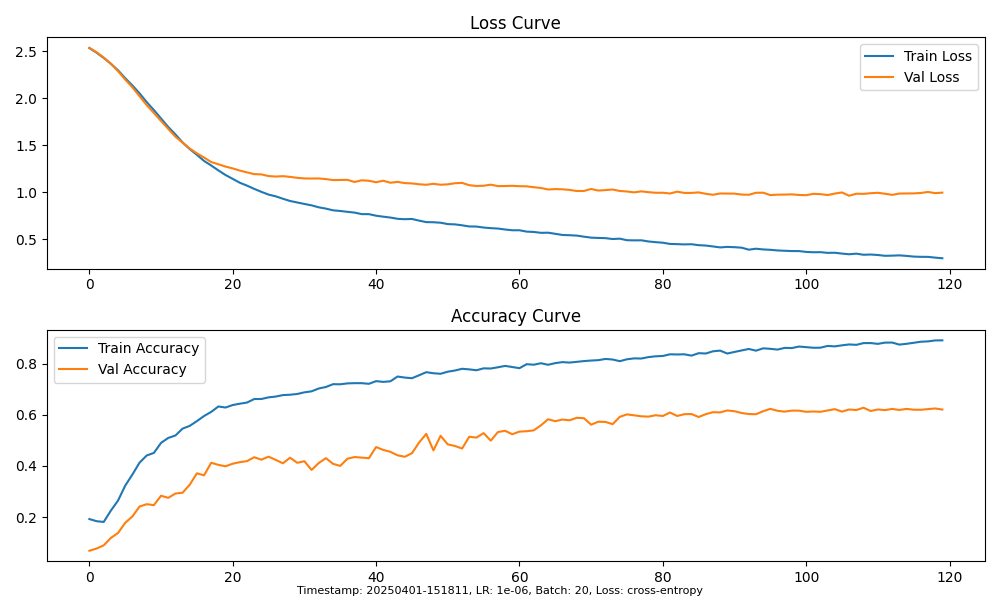 Loss Curve
2.5
2.0
1.5
1.0
0.5
Train Loss
Val Loss
0 20 40 60 80 100 120
Accuracy Curve
0.8
0.6
0.4
0.2
Train Accuracy
Val Accuracy
0 20 40 60 80 100 120
Timestamp: 20250401-151811, LR: 1e-06, Batch: 20, Loss: cross-entropy